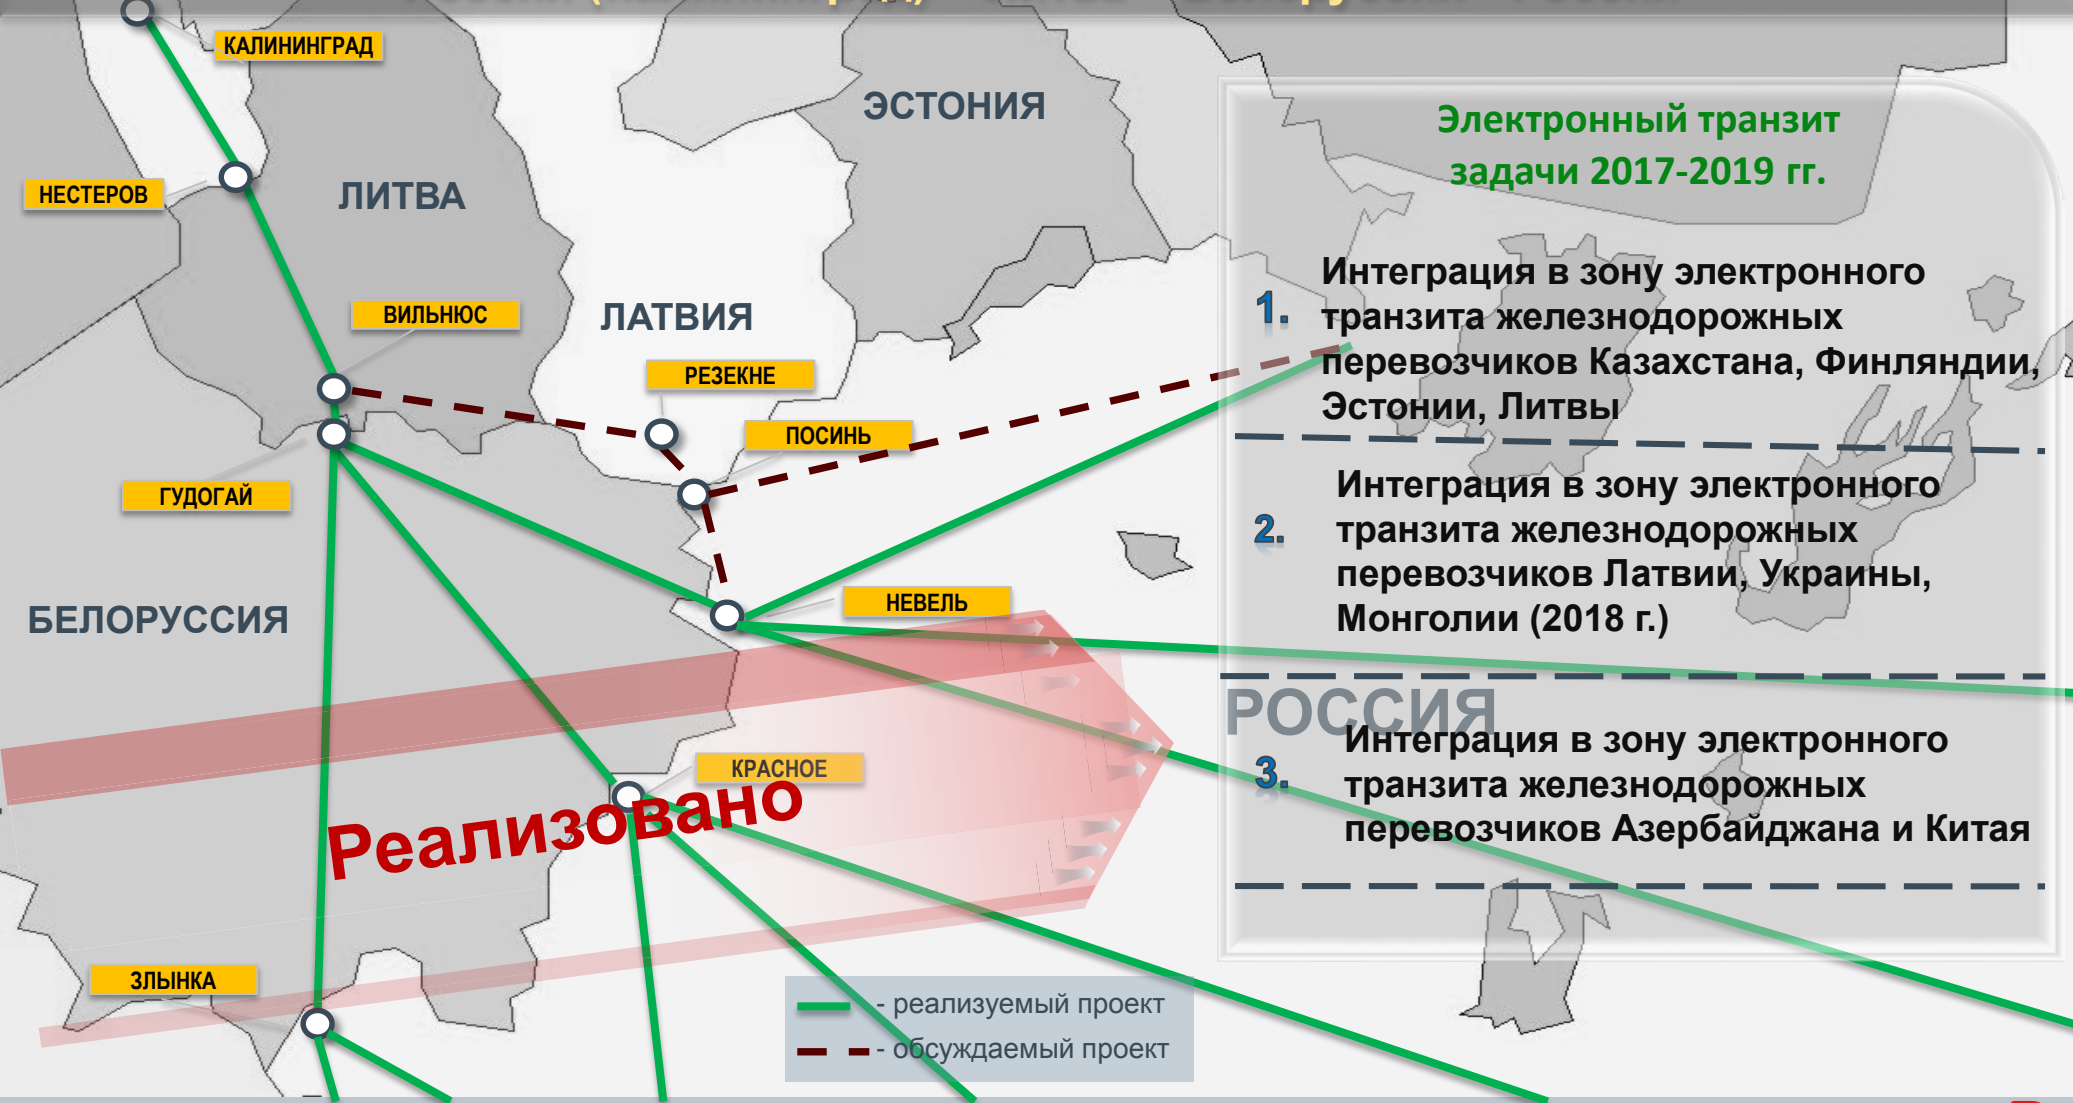 КАЛИНИНГРАД
ЭСТОНИЯ
НЕСТЕРОВ
ЛИТВА
ВИЛЬНЮС
ЛАТВИЯ
РЕЗЕКНЕ
ПОСИНЬ
ГУДОГАЙ
БЕЛОРУССИЯ
НЕВЕЛЬ
РОССИЯ
КРАСНОЕ
Реализовано
ЗЛЫНКА
- реализуемый проект
- обсуждаемый проект
Электронный транзит
задачи 2017-2019 гг.
1. Интеграция в зону электронного
транзита железнодорожных
перевозчиков Казахстана, Финляндии,
Эстонии, Литвы
2. Интеграция в зону электронного
транзита железнодорожных
перевозчиков Латвии, Украины,
Монголии (2018 г.)
3. Интеграция в зону электронного
транзита железнодорожных
перевозчиков Азербайджана и Китая